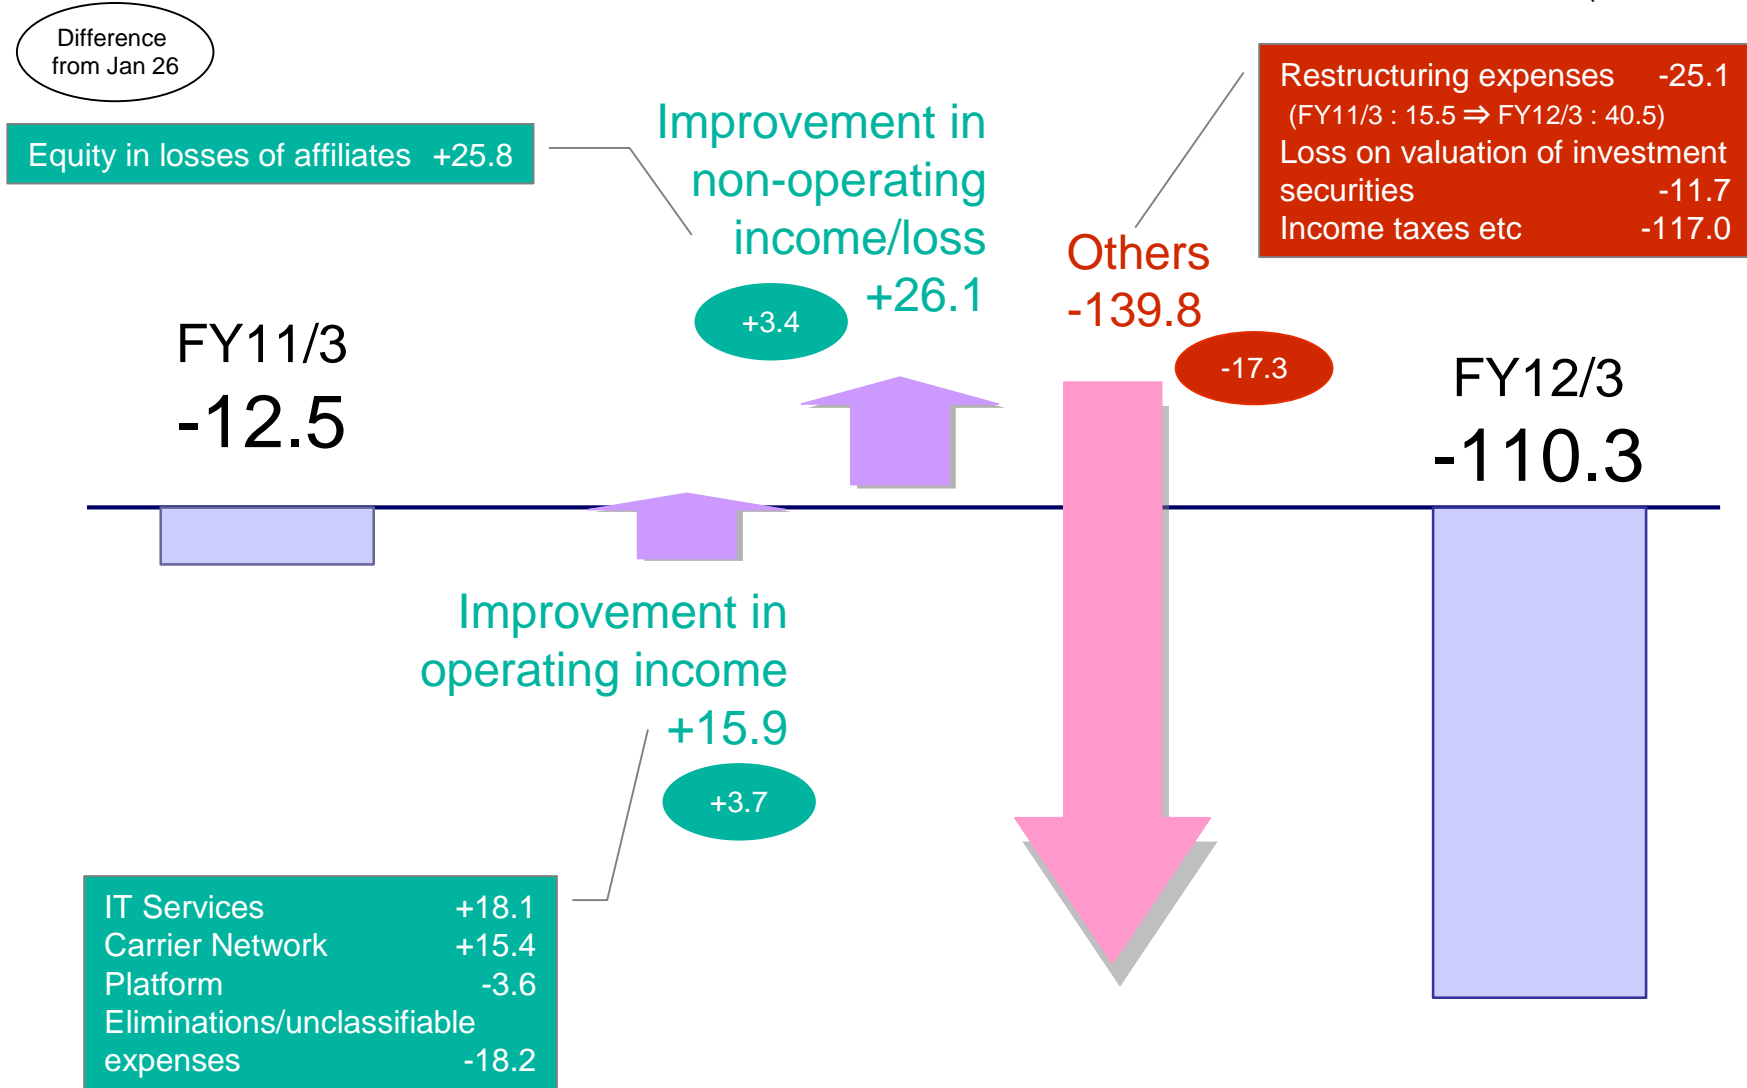 Difference
from Jan 26
Equity in losses of affiliates +25.8
Improvement in
non-operating
income/loss
+26.1
+3.4
Others
-139.8
-17.3
Restructuring expenses -25.1
(FY11/3 : 15.5 ⇒ FY12/3 : 40.5)
Loss on valuation of investment
securities -11.7
Income taxes etc -117.0
FY11/3
-12.5
FY12/3
-110.3
Improvement in
operating income
+15.9
+3.7
IT Services +18.1
Carrier Network +15.4
Platform -3.6
Eliminations/unclassifiable
expenses -18.2